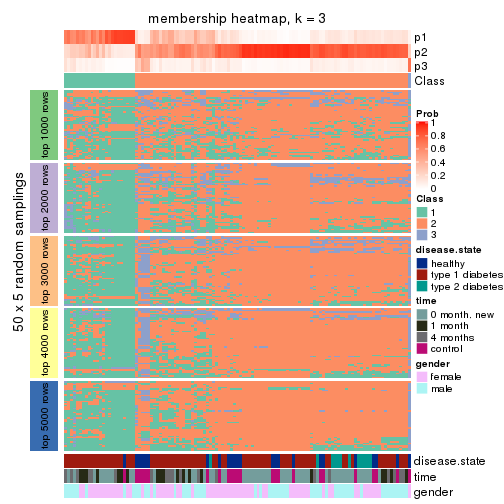 membership heatmap, k = 3
p1
p2
p3
Class
50 x 5 random samplings
top 1000 rows
top 2000 rows
top 3000 rows
top 4000 rows
top 5000 rows
Prob
1
0.8
0.6
0.4
0.2
0
Class
1
2
3
disease.state
healthy
type 1 diabetes
type 2 diabetes
time
0 month. new
1 month
4 months
control
gender
female
male
disease.state
time
gender